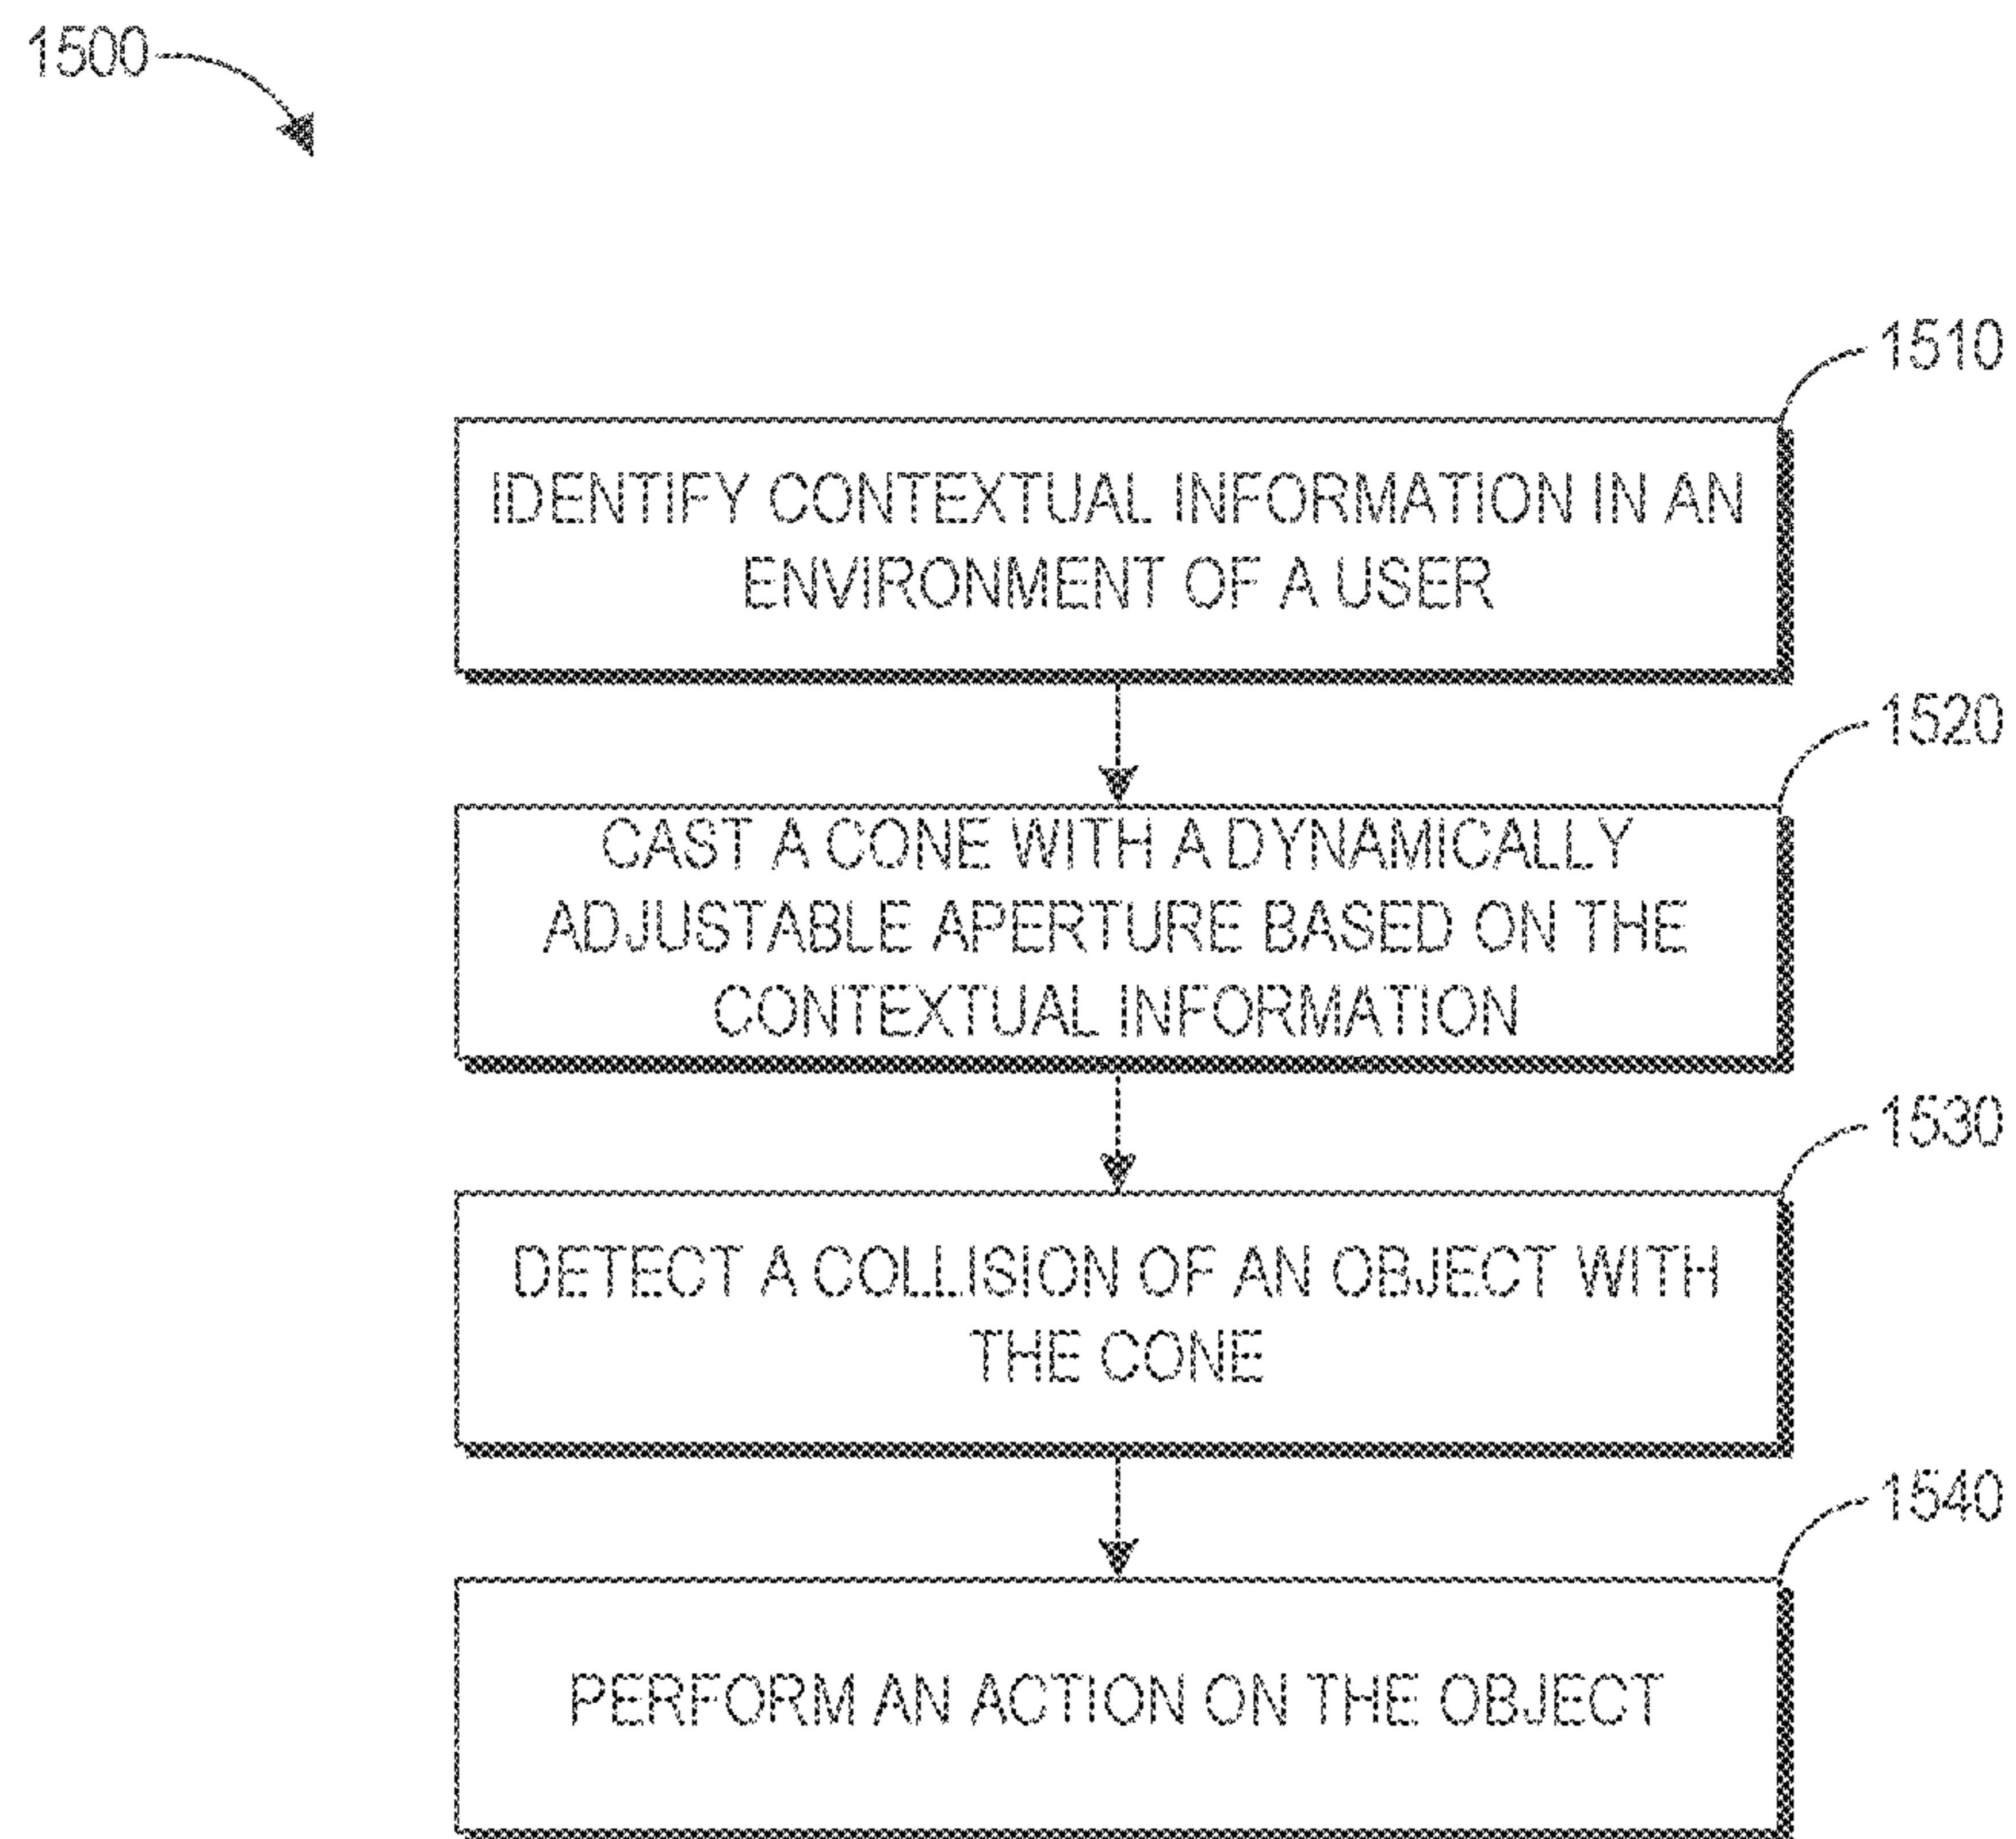 1500
1510
IDENTIFY CONTEXTUAL INFORMATION IN AN
ENVIRONMENT OF A USER
1520
CAST A CONE WITH A DYNAMICALLY
ADJUSTABLE APERTURE BASED ON THE
CONTEXTUAL INFORMATION
1530
DETECT A COLLISION OF AN OBJECT WITH
THE CONE
1540
PERFORM AN ACTION ON THE OBJECT